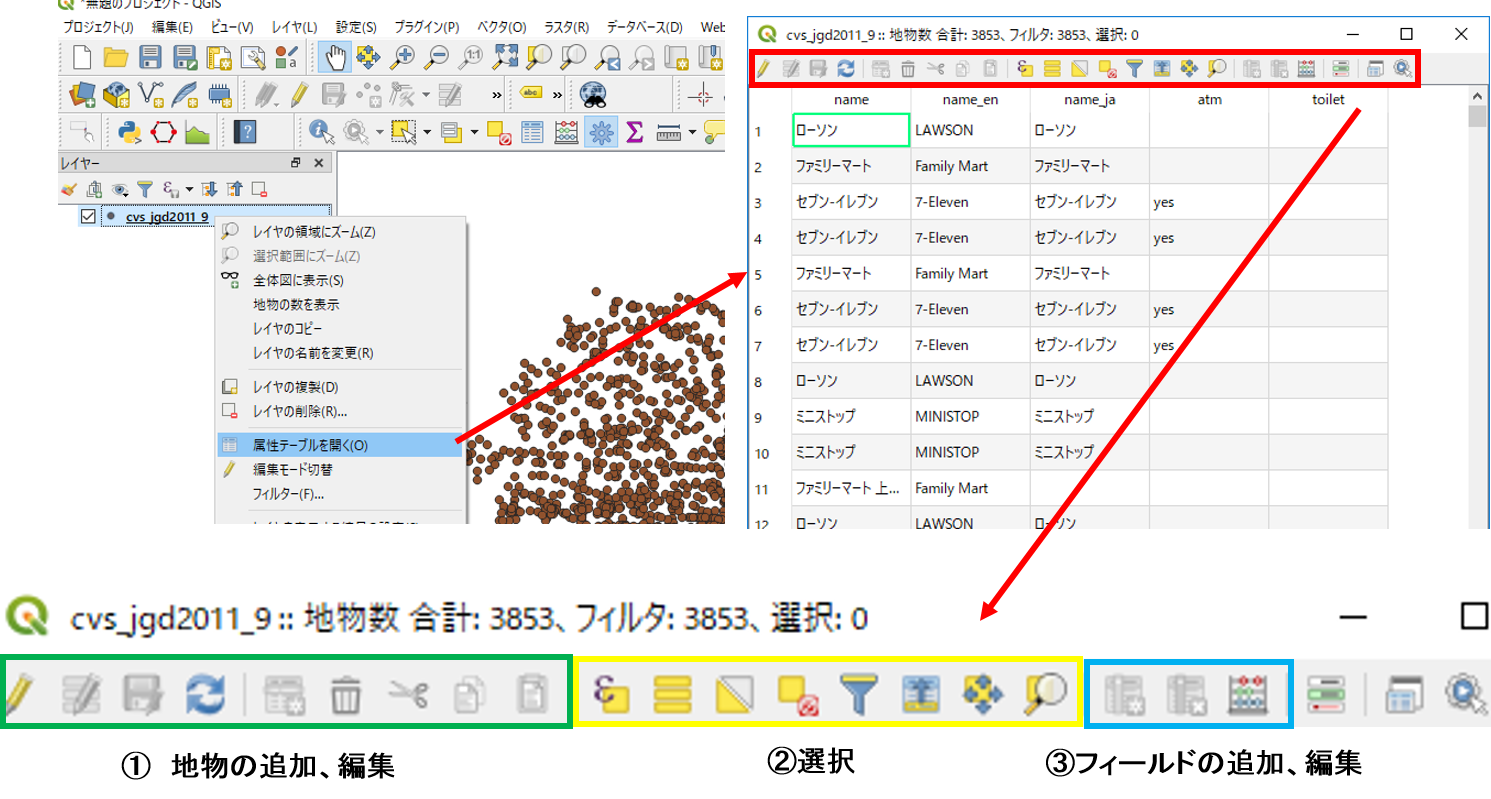 *無題のプロジェクト - QGIS
プロジェクト(J) 編集(E) ビュー(V) レイヤ(L) 設定(S) プラグイン(P) ベクタ(O) ラスタ(R) データベース(D) Web
1:1
abc
レイヤー
cvs_jgd2011_9
レイヤの領域にズーム(Z)
選択範囲にズーム(Z)
全体図に表示(S)
地物の数を表示
レイヤのコピー
レイヤの名前を変更(R)
レイヤの複製(D)
レイヤの削除(R)...
属性テーブルを開く(O)
編集モード切替
フィルター(F)...
cvs_jgd2011_9 :: 地物数 合計: 3853、フィルタ: 3853、選択: 0
name name_en name_ja atm toilet
1 ローソン LAWSON ローソン
2 ファミリーマート Family Mart ファミリーマート
3 セブン-イレブン 7-Eleven セブン-イレブン yes
4 セブン-イレブン 7-Eleven セブン-イレブン yes
5 ファミリーマート Family Mart ファミリーマート
6 セブン-イレブン 7-Eleven セブン-イレブン yes
7 セブン-イレブン 7-Eleven セブン-イレブン yes
8 ローソン LAWSON ローソン
9 ミニストップ MINISTOP ミニストップ
10 ミニストップ MINISTOP ミニストップ
11 ファミリーマート 上... Family Mart
12 ローソン LAWSON ローソン
cvs_jgd2011_9 :: 地物数 合計: 3853、フィルタ: 3853、選択: 0
① 地物の追加、編集
②選択
③フィールドの追加、編集